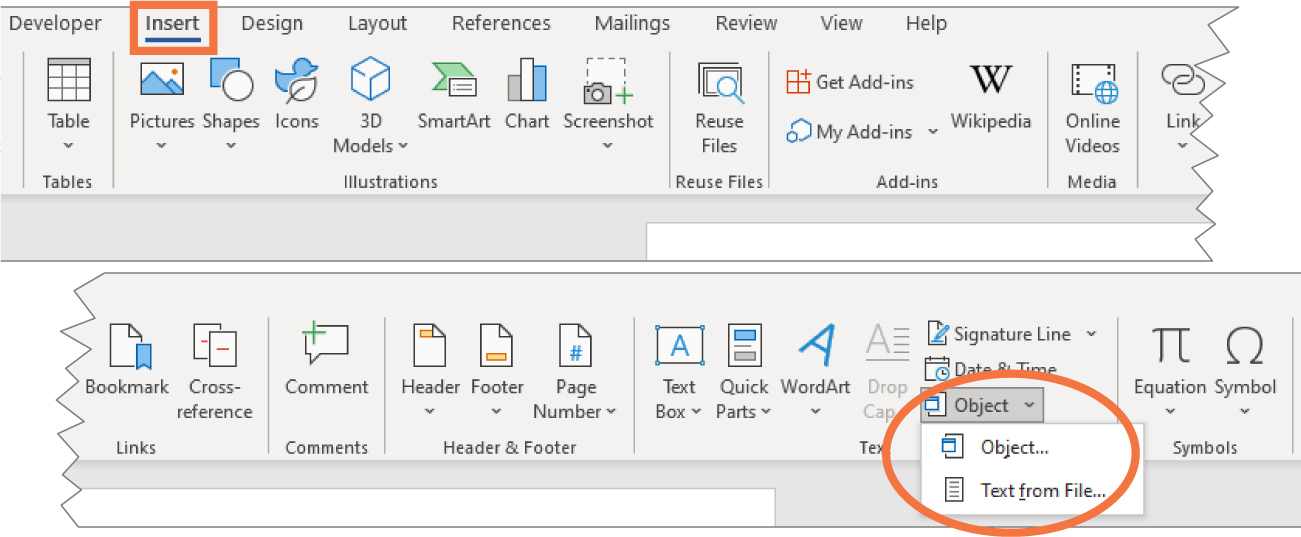 Developer Insert Design Layout References Mailings Review View Help
Table Pictures Shapes Icons 3D Models SmartArt Chart Screenshot Reuse Files Get Add-ins My Add-ins Wikipedia Online Videos Link
Tables Illustrations Reuse Files Add-ins Media
Bookmark Cross-reference Comment Header Footer Page Number # A Text Box Quick Parts WordArt Drop Cap Signature Line
Date & Time
Object
Equation Symbol
Links Comments Header & Footer Text Symbols
Object...
Text from File...